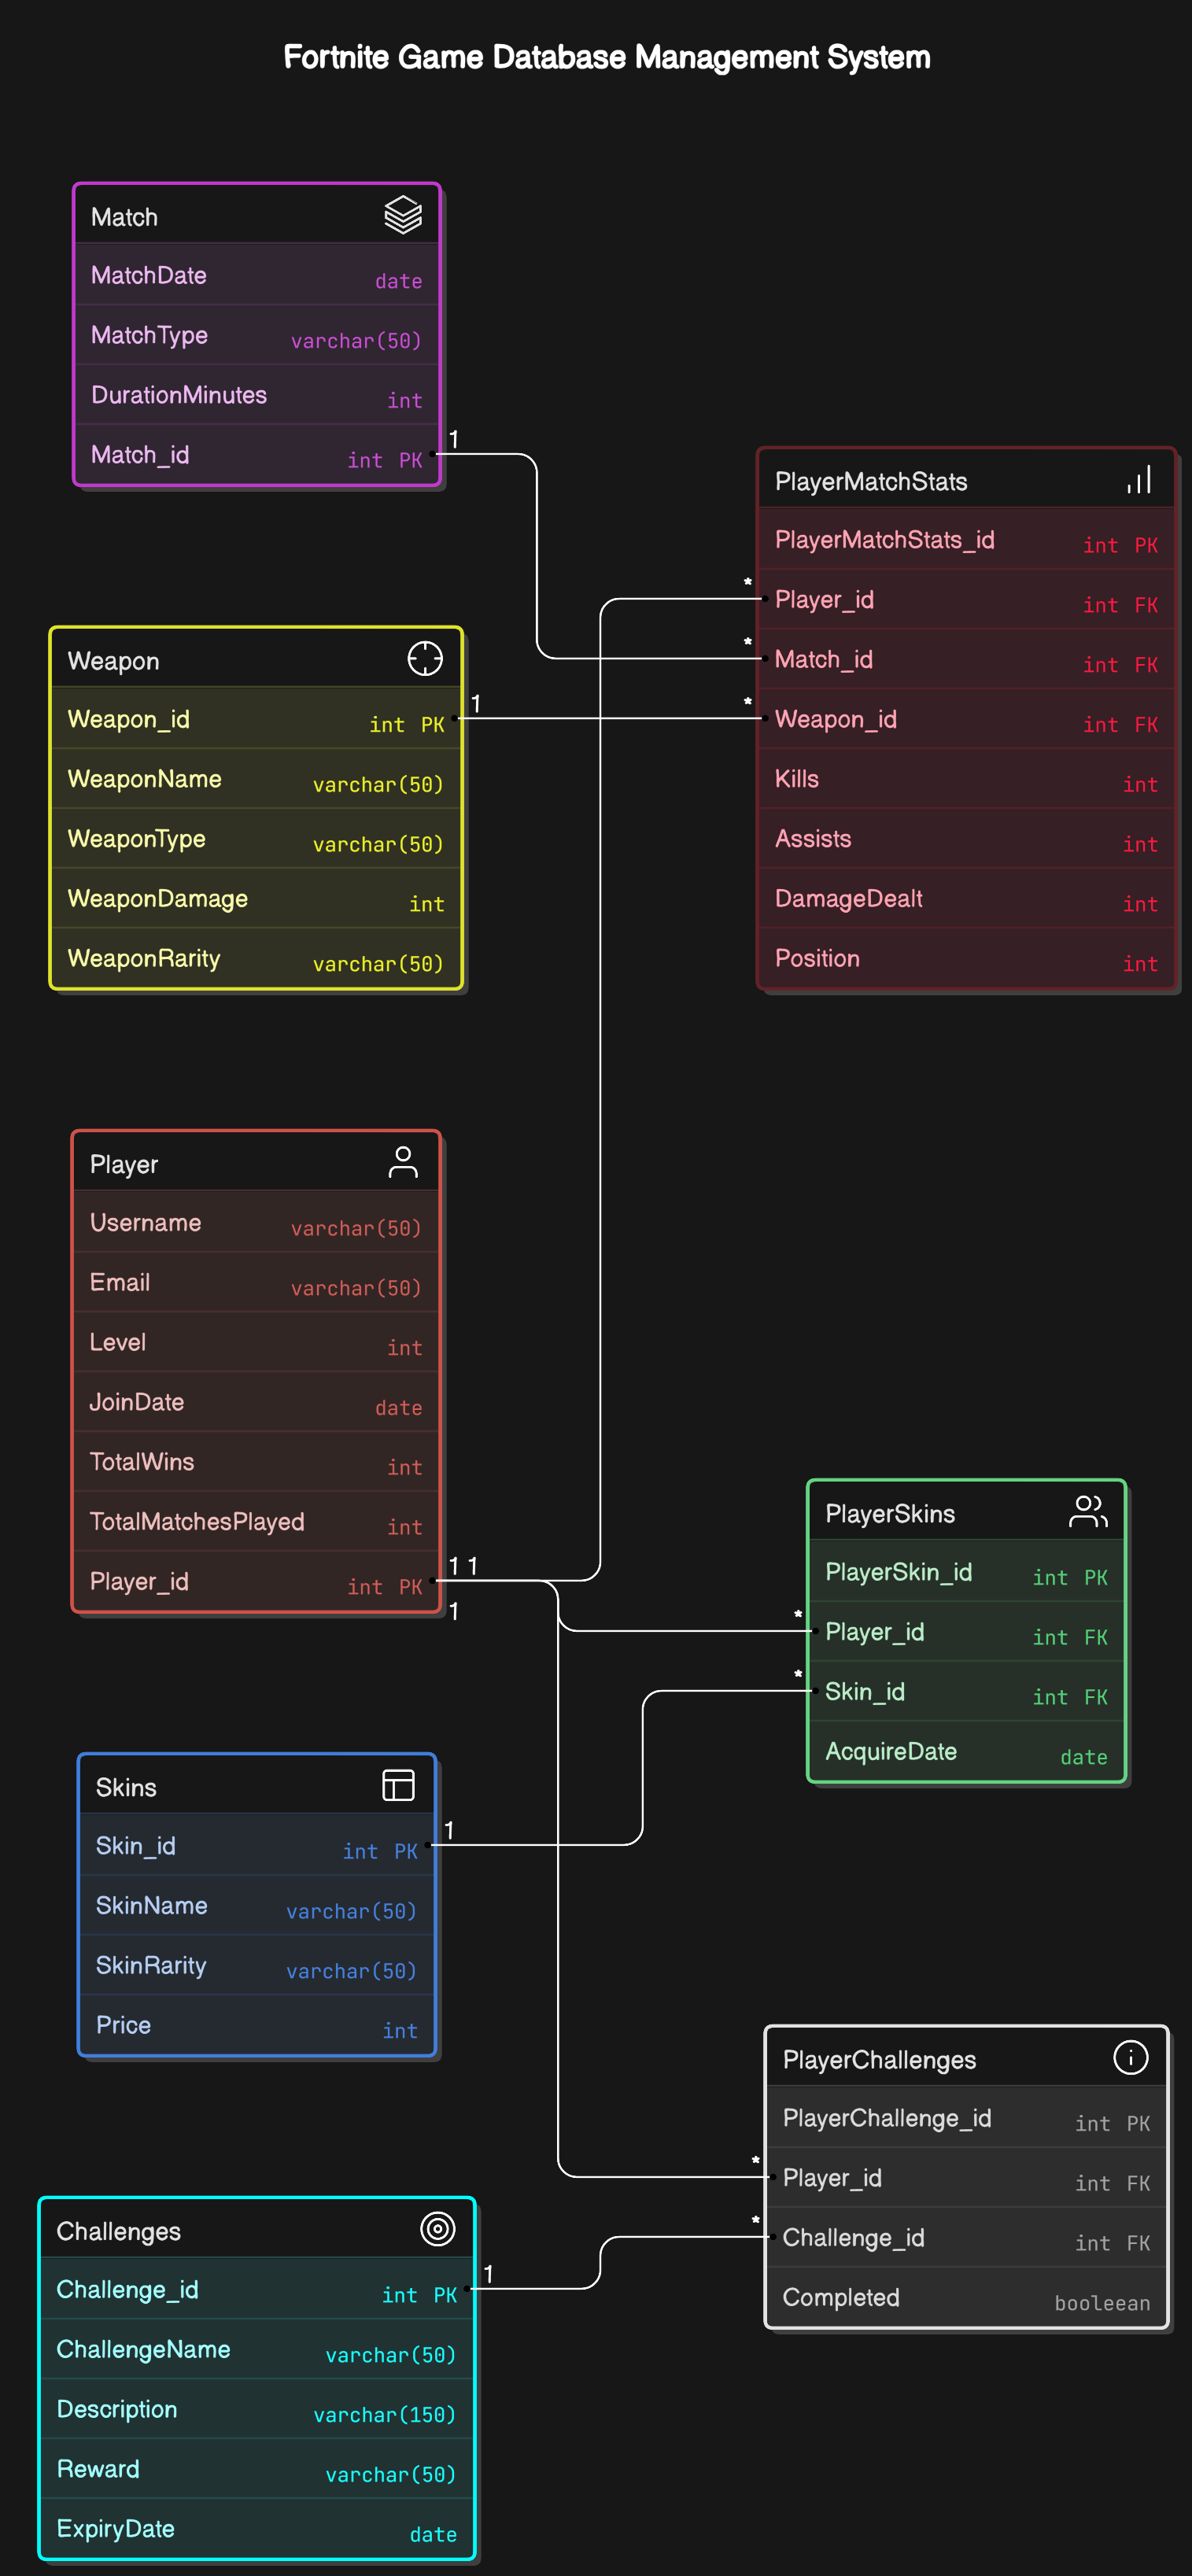 Fortnite Game Database Management System
Match
MatchDate date
MatchType varchar(50)
DurationMinutes int
Match_id int PK
1
PlayerMatchStats
PlayerMatchStats_id int PK
* Player_id int FK
* Match_id int FK
* Weapon_id int FK
Kills int
Assists int
DamageDealt int
Position int
Weapon
Weapon_id int PK
1
WeaponName varchar(50)
WeaponType varchar(50)
WeaponDamage int
WeaponRarity varchar(50)
Player
Username varchar(50)
Email varchar(50)
Level int
JoinDate date
TotalWins int
TotalMatchesPlayed int
Player_id int PK
1 1
1
PlayerSkins
PlayerSkin_id int PK
* Player_id int FK
* Skin_id int FK
AcquireDate date
Skins
Skin_id int PK
1
SkinName varchar(50)
SkinRarity varchar(50)
Price int
PlayerChallenges
PlayerChallenge_id int PK
* Player_id int FK
* Challenge_id int FK
Completed booleean
Challenges
Challenge_id int PK
1
ChallengeName varchar(50)
Description varchar(150)
Reward varchar(50)
ExpiryDate date